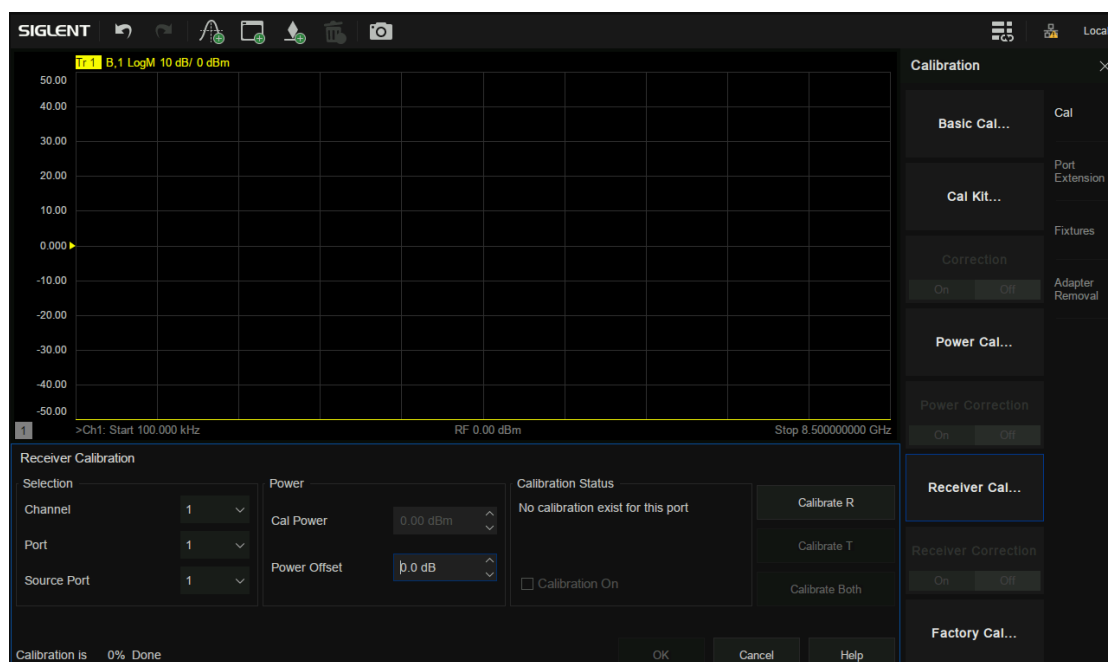 SIGLENT
Local
Tr 1 B,1 LogM 10 dB/ 0 dBm
50.00
40.00
30.00
20.00
10.00
0.000
-10.00
-20.00
-30.00
-40.00
-50.00
1 >Ch1: Start 100.000 kHz RF 0.00 dBm Stop 8.500000000 GHz
Receiver Calibration
Selection
Channel 1
Port 1
Source Port 1
Power
Cal Power 0.00 dBm
Power Offset 0.0 dB
Calibration Status
No calibration exist for this port
Calibration On
Calibrate R
Calibrate T
Calibrate Both
Calibration is 0% Done
OK Cancel Help
Calibration
Basic Cal...
Cal Kit...
Correction
On Off
Power Cal...
Power Correction
On Off
Receiver Cal...
Receiver Correction
On Off
Factory Cal...
Cal
Port
Extension
Fixtures
Adapter
Removal